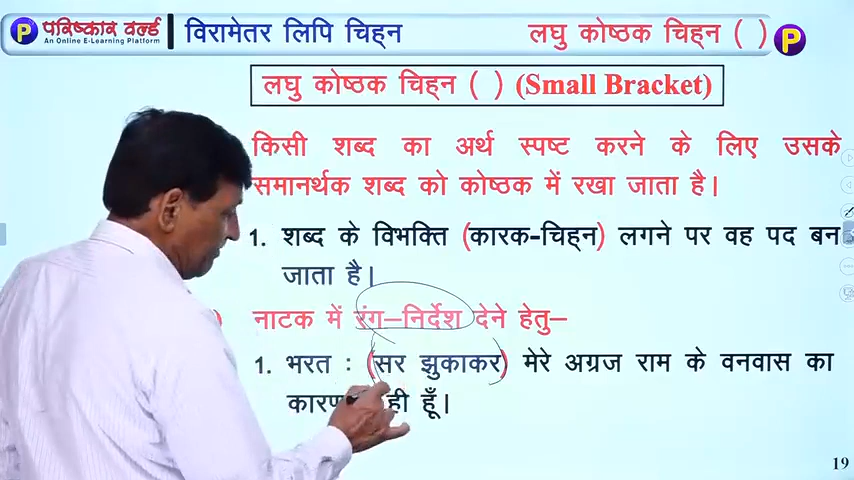 परिष्कार वर्ल्ड
An Online E-Learning Platform
विरामेतर लिपि चिह्न
लघु कोष्ठक चिह्न ( )
लघु कोष्ठक चिह्न ( ) (Small Bracket)
किसी शब्द का अर्थ स्पष्ट करने के लिए उसके
समानार्थक शब्द को कोष्ठक में रखा जाता है।
1. शब्द के विभक्ति (कारक-चिह्न) लगने पर वह पद बन
जाता है।
नाटक में रंग–निर्देश देने हेतु–
1. भरत : (सर झुकाकर) मेरे अग्रज राम के वनवास का
ही हूँ।
19